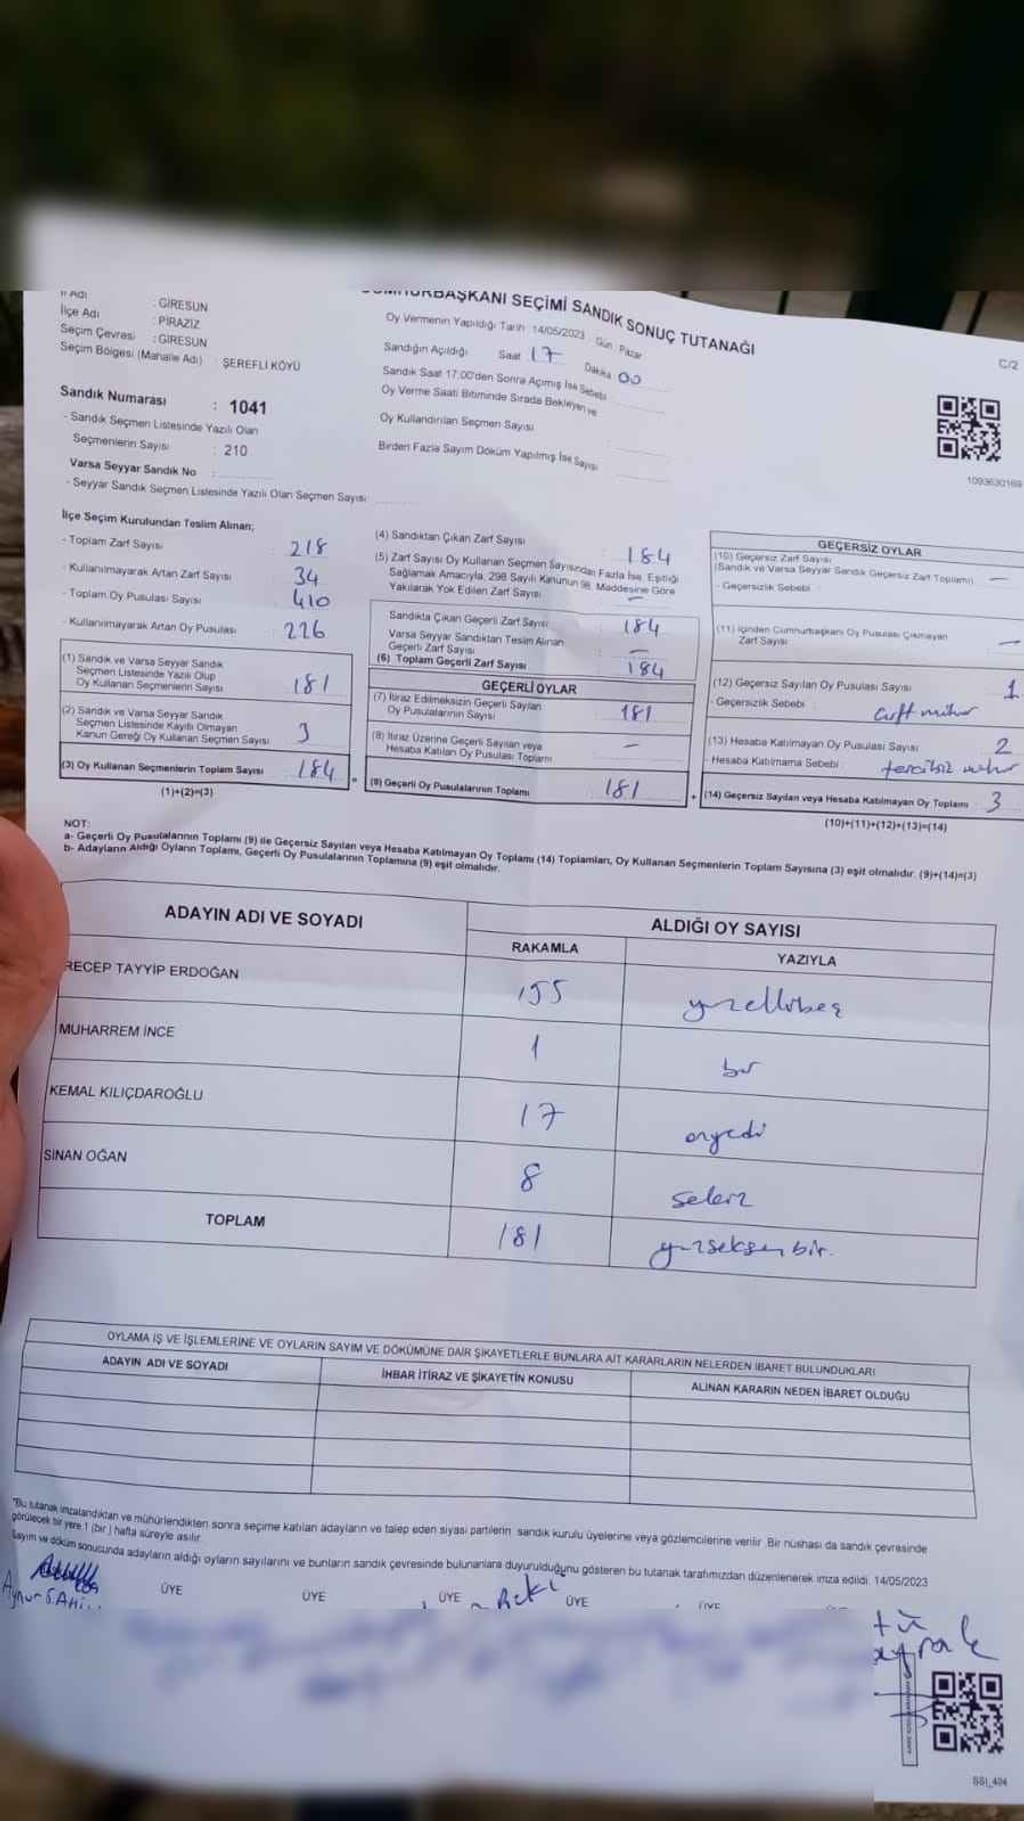 CUMHURBAŞKANI SEÇİMİ SANDIK SONUÇ TUTANAĞI
C/2
İl Adı : GİRESUN
İlçe Adı : PİRAZİZ
Seçim Çevresi : GİRESUN
Seçim Bölgesi (Mahalle Adı) : ŞEREFLİ KÖYÜ
Oy Vermenin Yapıldığı Tarih : 14/05/2023 Gün : Pazar
Sandığın Açıldığı Saat 17 Dakika 00
Sandık Saat 17.00'den Sonra Açılmış İse Sebebi
Oy Verme Saati Bitiminde Sırada Bekleyen ve
Oy Kullandırılan Seçmen Sayısı
Birden Fazla Sayım Döküm Yapılmış İse Sayısı
1093630169
Sandık Numarası : 1041
- Sandık Seçmen Listesinde Yazılı Olan
Seçmenlerin Sayısı : 210
Varsa Seyyar Sandık No :
- Seyyar Sandık Seçmen Listesinde Yazılı Olan Seçmen Sayısı:
İlçe Seçim Kurulundan Teslim Alınan;
- Toplam Zarf Sayısı : 218
- Kullanılmayarak Artan Zarf Sayısı : 34
- Toplam Oy Pusulası Sayısı : 410
- Kullanılmayarak Artan Oy Pusulası : 226
(1) Sandık ve Varsa Seyyar Sandık
Seçmen Listesinde Yazılı Olup
Oy Kullanan Seçmenlerin Sayısı 181
(2) Sandık ve Varsa Seyyar Sandık
Seçmen Listesinde Kayıtlı Olmayan
Kanun Gereği Oy Kullanan Seçmen Sayısı 3
(3) Oy Kullanan Seçmenlerin Toplam Sayısı 184
(1)+(2)=(3)
(4) Sandıktan Çıkan Zarf Sayısı : 184
(5) Zarf Sayısı Oy Kullanan Seçmen Sayısından Fazla İse, Eşitliği
Sağlamak Amacıyla, 298 Sayılı Kanunun 98. Maddesine Göre
Yakılarak Yok Edilen Zarf Sayısı : –
Sandıkta Çıkan Geçerli Zarf Sayısı : 184
Varsa Seyyar Sandıktan Teslim Alınan
Geçerli Zarf Sayısı : –
(6) Toplam Geçerli Zarf Sayısı 184
GEÇERLİ OYLAR
(7) İtiraz Edilmeksizin Geçerli Sayılan
Oy Pusulalarının Sayısı 181
(8) İtiraz Üzerine Geçerli Sayılan veya
Hesaba Katılan Oy Pusulası Toplamı –
(9) Geçerli Oy Pusulalarının Toplamı 181
GEÇERSİZ OYLAR
(10) Geçersiz Zarf Sayısı
(Sandık ve Varsa Seyyar Sandık Geçersiz Zarf Toplamı) –
- Geçersizlik Sebebi
(11) İçinden Cumhurbaşkanı Oy Pusulası Çıkmayan
Zarf Sayısı –
(12) Geçersiz Sayılan Oy Pusulası Sayısı 1
- Geçersizlik Sebebi : çift mühür
(13) Hesaba Katılmayan Oy Pusulası Sayısı 2
- Hesaba Katılmama Sebebi : tercihsiz mühür
(14) Geçersiz Sayılan veya Hesaba Katılmayan Oy Toplamı 3
(10)+(11)+(12)+(13)=(14)
NOT:
a- Geçerli Oy Pusulalarının Toplamı (9) ile Geçersiz Sayılan veya Hesaba Katılmayan Oy Toplamı (14) Toplamları, Oy Kullanan Seçmenlerin Toplam Sayısına (3) eşit olmalıdır. (9)+(14)=(3)
b- Adayların Aldığı Oyların Toplamı, Geçerli Oy Pusulalarının Toplamına (9) eşit olmalıdır.
ADAYIN ADI VE SOYADI
ALDIĞI OY SAYISI
RAKAMLA YAZIYLA
RECEP TAYYİP ERDOĞAN 155 yüzellibeş
MUHARREM İNCE 1 bir
KEMAL KILIÇDAROĞLU 17 onyedi
SİNAN OĞAN 8 sekiz
TOPLAM 181 yüzseksen bir.
OYLAMA İŞ VE İŞLEMLERİNE VE OYLARIN SAYIM VE DÖKÜMÜNE DAİR ŞİKAYETLERLE BUNLARA AİT KARARLARIN NELERDEN İBARET BULUNDUKLARI
ADAYIN ADI VE SOYADI
İHBAR İTİRAZ VE ŞİKAYETİN KONUSU
ALINAN KARARIN NEDEN İBARET OLDUĞU
"Bu tutanak imzalandıktan ve mühürlendikten sonra seçime katılan adayların ve talep eden siyasi partilerin sandık kurulu üyelerine veya gözlemcilerine verilir. Bir nüshası da sandık çevresinde
görülecek bir yere 1 (bir) hafta süreyle asılır.
Sayım ve döküm sonucunda adayların aldığı oyların sayılarını ve bunların sandık çevresinde bulunanlara duyurulduğunu gösteren bu tutanak tarafımızdan düzenlenerek imza edildi. 14/05/2023
ÜYE ÜYE ÜYE ÜYE ÜYE
SSI_404